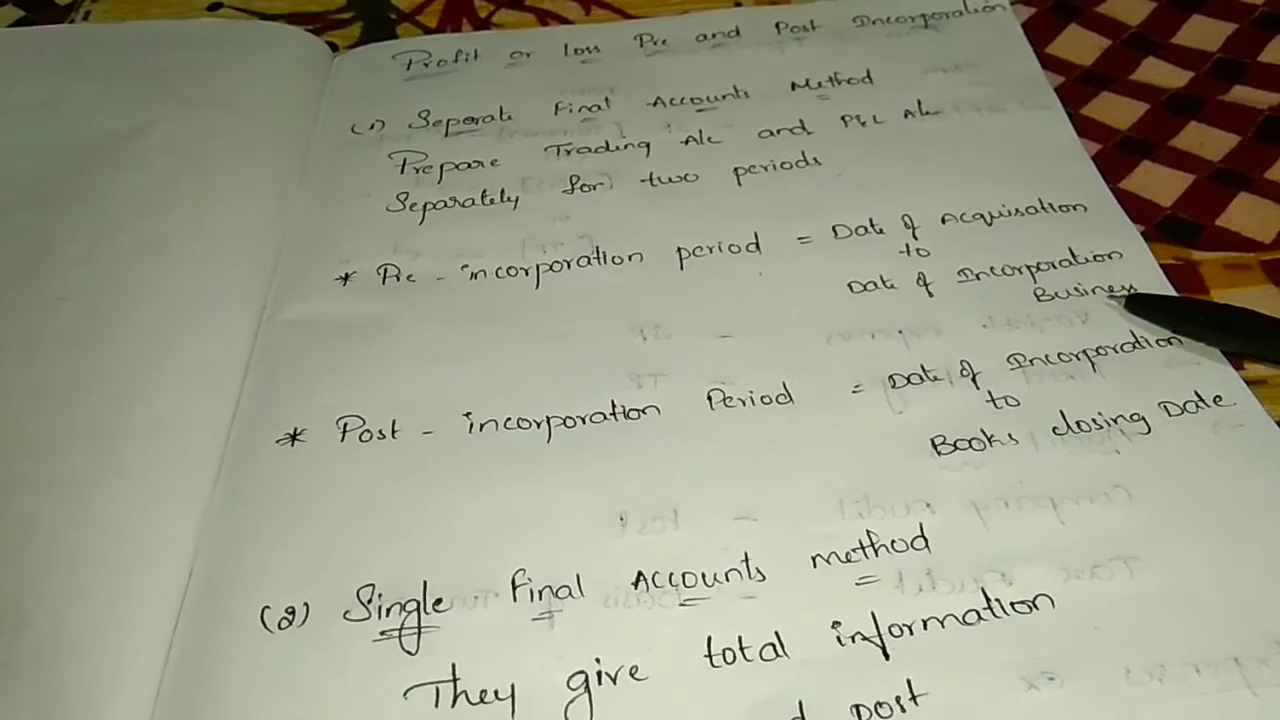 Profit or loss Pre and Post Incorporation
(1) Separate Final Accounts Method
Prepare Trading A/c and P&L A/c
Separately for two periods
* Pre - incorporation period = Date of Acquisation
to
Date of Incorporation
Business
* Post - incorporation Period = Date of Incorporation
to
Books closing Date
(2) Single Final Accounts method
They give total information
post